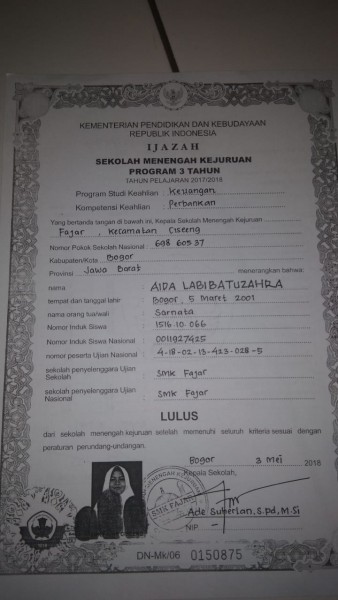 KEMENTERIAN PENDIDIKAN DAN KEBUDAYAAN
REPUBLIK INDONESIA
IJAZAH
SEKOLAH MENENGAH KEJURUAN
PROGRAM 3 TAHUN
TAHUN PELAJARAN 2017/2018
Program Studi Keahlian : Keuangan
Kompetensi Keahlian : Perbankan
Yang bertanda tangan di bawah ini, Kepala Sekolah Menengah Kejuruan
Fajar , Kecamatan Ciseeng
Nomor Pokok Sekolah Nasional : 698 605 37
Kabupaten/Kota : Bogor
Provinsi Jawa Barat menerangkan bahwa:
nama : AIDA LABIBATUZAHRA
tempat dan tanggal lahir : Bogor, 5 Maret 2001
nama orang tua/wali : Sarnata
Nomor Induk Siswa : 1516.10.066
Nomor Induk Siswa Nasional : 0011927425
nomor peserta Ujian Nasional : 4-18-02-13-423-028-5
sekolah penyelenggara Ujian Sekolah : SMK Fajar
sekolah penyelenggara Ujian Nasional : SMK Fajar
LULUS
dari sekolah menengah kejuruan setelah memenuhi seluruh kriteria sesuai dengan
peraturan perundang-undangan.
Bogor 3 Mei 2018
Kepala Sekolah,
Ade Suherlan, S.pd, M.Si
NIP -
DN-Mk/06 0150875